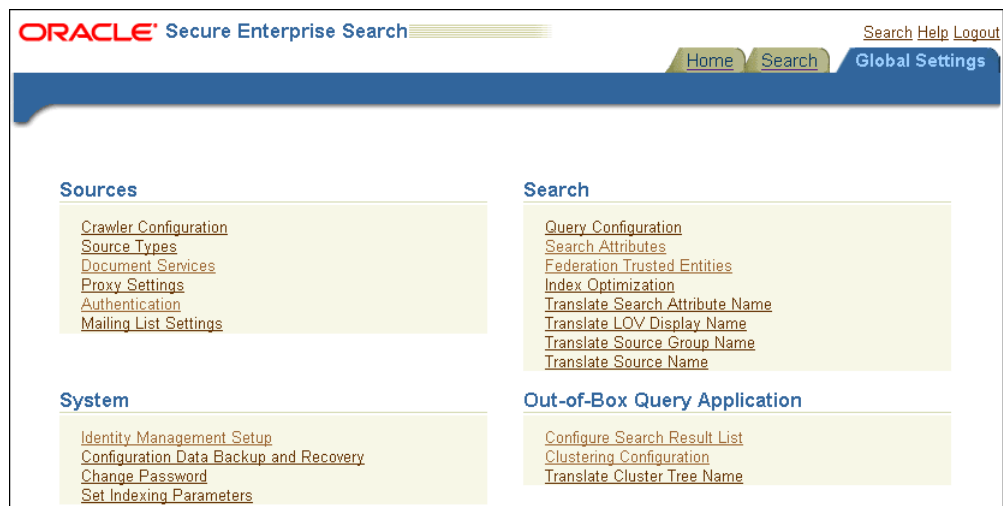 ORACLE Secure Enterprise Search
Search Help Logout
Home Search Global Settings
Sources
Crawler Configuration
Source Types
Document Services
Proxy Settings
Authentication
Mailing List Settings
Search
Query Configuration
Search Attributes
Federation Trusted Entities
Index Optimization
Translate Search Attribute Name
Translate LOV Display Name
Translate Source Group Name
Translate Source Name
System
Identity Management Setup
Configuration Data Backup and Recovery
Change Password
Set Indexing Parameters
Out-of-Box Query Application
Configure Search Result List
Clustering Configuration
Translate Cluster Tree Name